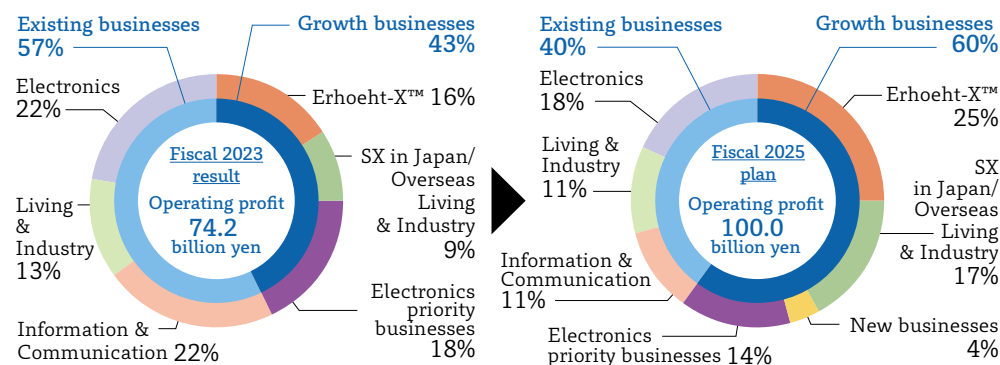 Existing businesses
57%
Growth businesses
43%
Electronics
22%
Erhoeht-X™ 16%
SX in Japan/
Overseas
Living
& Industry
9%
Living
&
Industry
13%
Fiscal 2023
result
Operating profit
74.2
billion yen
Electronics
priority
businesses
18%
Information &
Communication 22%
Existing businesses
40%
Growth businesses
60%
Electronics
18%
Erhoeht-X™
25%
Living &
Industry
11%
Fiscal 2025
plan
Operating profit
100.0
billion yen
SX
in Japan/
Overseas
Living
& Industry
17%
Information &
Communication
11%
New businesses
4%
Electronics
priority businesses 14%